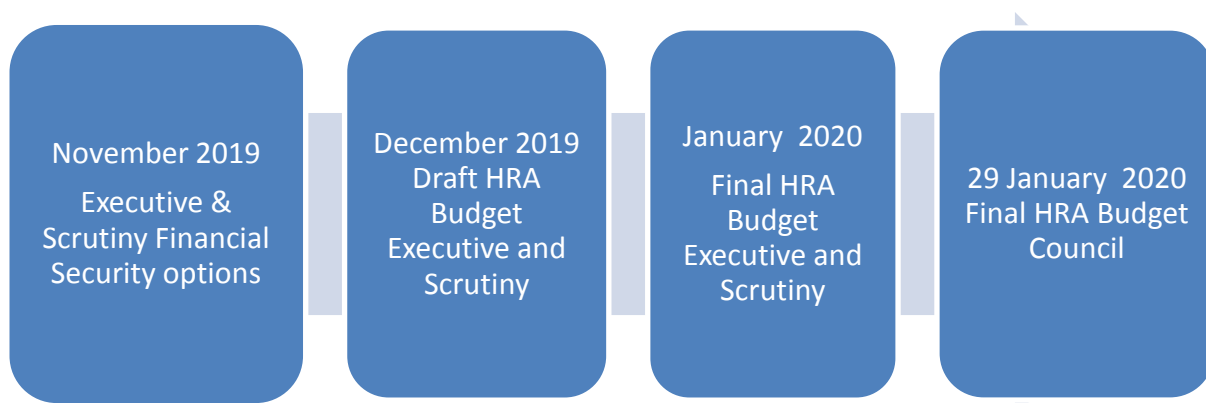 November 2019
Executive &
Scrutiny Financial
Security options
December 2019
Draft HRA
Budget
Executive and
Scrutiny
January 2020
Final HRA
Budget
Executive and
Scrutiny
29 January 2020
Final HRA Budget
Council